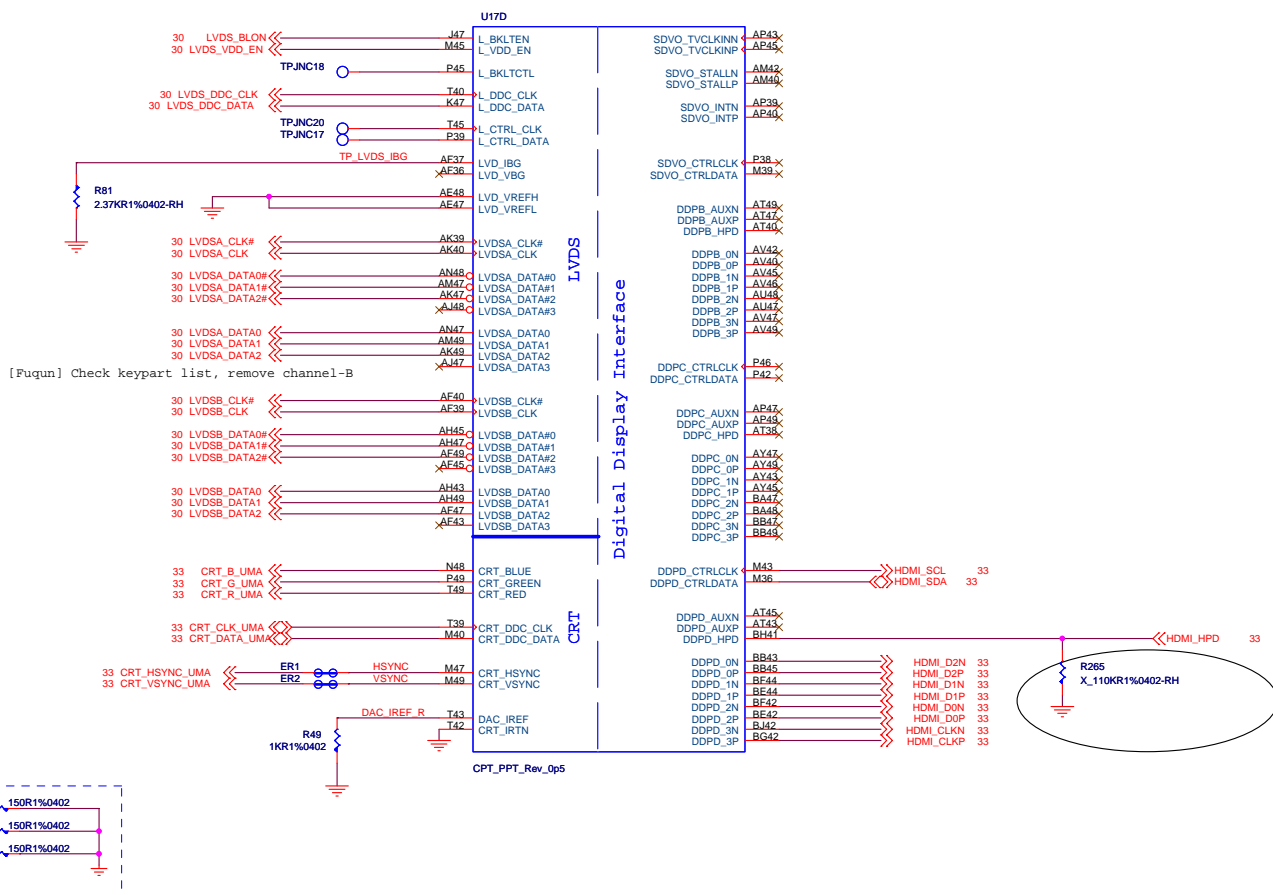 U17D
30 LVDS_BLON J47 L_BKLTEN
30 LVDS_VDD_EN M45 L_VDD_EN
TPJNC18 P45 L_BKLTCTL
30 LVDS_DDC_CLK T40 L_DDC_CLK
30 LVDS_DDC_DATA K47 L_DDC_DATA
TPJNC20 T45 L_CTRL_CLK
TPJNC17 P39 L_CTRL_DATA
TP_LVDS_IBG AF37 LVD_IBG
AF36 LVD_VBG
R81
2.37KR1%0402-RH
AE48 LVD_VREFH
AE47 LVD_VREFL
30 LVDSA_CLK# AK39 LVDSA_CLK#
30 LVDSA_CLK AK40 LVDSA_CLK
30 LVDSA_DATA0# AN48 LVDSA_DATA#0
30 LVDSA_DATA1# AM47 LVDSA_DATA#1
30 LVDSA_DATA2# AK47 LVDSA_DATA#2
AJ48 LVDSA_DATA#3
30 LVDSA_DATA0 AN47 LVDSA_DATA0
30 LVDSA_DATA1 AM49 LVDSA_DATA1
30 LVDSA_DATA2 AK49 LVDSA_DATA2
AJ47 LVDSA_DATA3
[Fuqun] Check keypart list, remove channel-B
30 LVDSB_CLK# AF40 LVDSB_CLK#
30 LVDSB_CLK AF39 LVDSB_CLK
30 LVDSB_DATA0# AH45 LVDSB_DATA#0
30 LVDSB_DATA1# AH47 LVDSB_DATA#1
30 LVDSB_DATA2# AF49 LVDSB_DATA#2
AF45 LVDSB_DATA#3
30 LVDSB_DATA0 AH43 LVDSB_DATA0
30 LVDSB_DATA1 AH49 LVDSB_DATA1
30 LVDSB_DATA2 AF47 LVDSB_DATA2
AF43 LVDSB_DATA3
33 CRT_B_UMA N48 CRT_BLUE
33 CRT_G_UMA P49 CRT_GREEN
33 CRT_R_UMA T49 CRT_RED
33 CRT_CLK_UMA T39 CRT_DDC_CLK
33 CRT_DATA_UMA M40 CRT_DDC_DATA
33 CRT_HSYNC_UMA ER1 HSYNC M47 CRT_HSYNC
33 CRT_VSYNC_UMA ER2 VSYNC M49 CRT_VSYNC
DAC_IREF_R T43 DAC_IREF
T42 CRT_IRTN
R49
1KR1%0402
LVDS
CRT
Digital Display Interface
SDVO_TVCLKINN AP43
SDVO_TVCLKINP AP45
SDVO_STALLN AM42
SDVO_STALLP AM40
SDVO_INTN AP39
SDVO_INTP AP40
SDVO_CTRLCLK P38
SDVO_CTRLDATA M39
DDPB_AUXN AT49
DDPB_AUXP AT47
DDPB_HPD AT40
DDPB_0N AV42
DDPB_0P AV40
DDPB_1N AV45
DDPB_1P AV46
DDPB_2N AU48
DDPB_2P AU47
DDPB_3N AV47
DDPB_3P AV49
DDPC_CTRLCLK P46
DDPC_CTRLDATA P42
DDPC_AUXN AP47
DDPC_AUXP AP49
DDPC_HPD AT38
DDPC_0N AY47
DDPC_0P AY49
DDPC_1N AY43
DDPC_1P AY45
DDPC_2N BA47
DDPC_2P BA48
DDPC_3N BB47
DDPC_3P BB49
DDPD_CTRLCLK M43 HDMI_SCL 33
DDPD_CTRLDATA M36 HDMI_SDA 33
DDPD_AUXN AT45
DDPD_AUXP AT43
DDPD_HPD BH41 HDMI_HPD 33
DDPD_0N BB43 HDMI_D2N 33
DDPD_0P BB45 HDMI_D2P 33
DDPD_1N BF44 HDMI_D1N 33
DDPD_1P BE44 HDMI_D1P 33
DDPD_2N BF42 HDMI_D0N 33
DDPD_2P BE42 HDMI_D0P 33
DDPD_3N BJ42 HDMI_CLKN 33
DDPD_3P BG42 HDMI_CLKP 33
R265
X_110KR1%0402-RH
CPT_PPT_Rev_0p5
150R1%0402
150R1%0402
150R1%0402